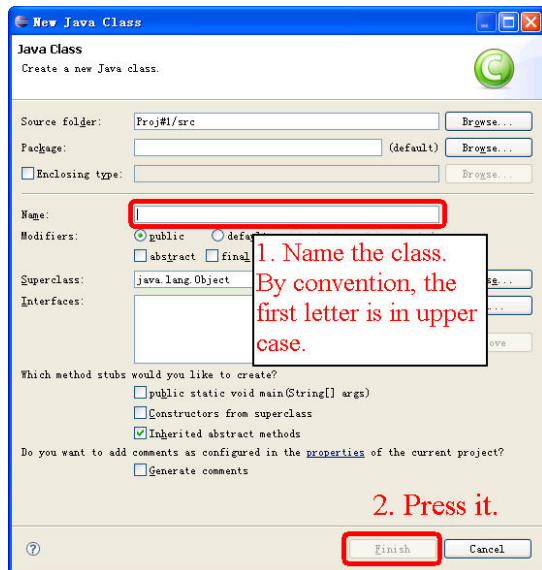 New Java Class
Java Class
Create a new Java class.
Source folder: Proj#1/src Browse...
Package: (default) Browse...
Enclosing type: Browse...
Name:
Modifiers: public defa
abstract final
1. Name the class.
By convention, the
first letter is in upper
case.
Superclass: java.lang.Object se...
Interfaces: ...
ove
Which method stubs would you like to create?
public static void main(String[] args)
Constructors from superclass
Inherited abstract methods
Do you want to add comments as configured in the properties of the current project?
Generate comments
2. Press it.
? Finish Cancel